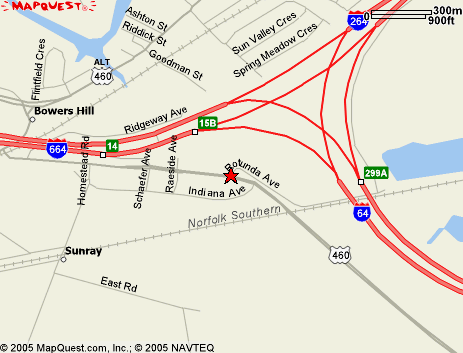 MAPQUEST
Ashton St
Riddick St
Goodman St
Sun Valley Cres
Spring Meadow Cres
264
300m
900ft
Flintfield Cres
ALT
460
Bowers Hill
Ridgeway Ave
15B
664
14
Homestead Rd
Schaefer Ave
Raeside Ave
Rotunda Ave
299A
Indiana Ave
64
Norfolk Southern
Sunray
460
East Rd
© 2005 MapQuest.com, Inc.; © 2005 NAVTEQ